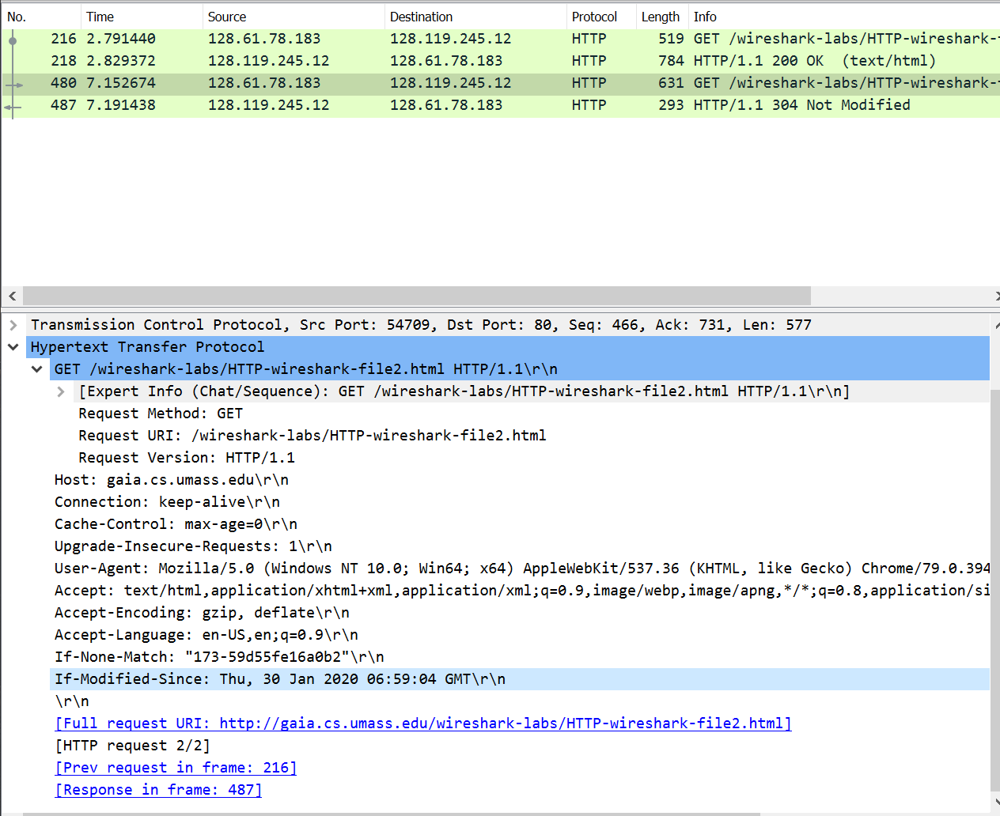 No. Time Source Destination Protocol Length Info
216 2.791440 128.61.78.183 128.119.245.12 HTTP 519 GET /wireshark-labs/HTTP-wireshark-
218 2.829372 128.119.245.12 128.61.78.183 HTTP 784 HTTP/1.1 200 OK (text/html)
480 7.152674 128.61.78.183 128.119.245.12 HTTP 631 GET /wireshark-labs/HTTP-wireshark-
487 7.191438 128.119.245.12 128.61.78.183 HTTP 293 HTTP/1.1 304 Not Modified
Transmission Control Protocol, Src Port: 54709, Dst Port: 80, Seq: 466, Ack: 731, Len: 577
Hypertext Transfer Protocol
GET /wireshark-labs/HTTP-wireshark-file2.html HTTP/1.1\r\n
[Expert Info (Chat/Sequence): GET /wireshark-labs/HTTP-wireshark-file2.html HTTP/1.1\r\n]
Request Method: GET
Request URI: /wireshark-labs/HTTP-wireshark-file2.html
Request Version: HTTP/1.1
Host: gaia.cs.umass.edu\r\n
Connection: keep-alive\r\n
Cache-Control: max-age=0\r\n
Upgrade-Insecure-Requests: 1\r\n
User-Agent: Mozilla/5.0 (Windows NT 10.0; Win64; x64) AppleWebKit/537.36 (KHTML, like Gecko) Chrome/79.0.394
Accept: text/html,application/xhtml+xml,application/xml;q=0.9,image/webp,image/apng,*/*;q=0.8,application/si
Accept-Encoding: gzip, deflate\r\n
Accept-Language: en-US,en;q=0.9\r\n
If-None-Match: "173-59d55fe16a0b2"\r\n
If-Modified-Since: Thu, 30 Jan 2020 06:59:04 GMT\r\n
\r\n
[Full request URI: http://gaia.cs.umass.edu/wireshark-labs/HTTP-wireshark-file2.html]
[HTTP request 2/2]
[Prev request in frame: 216]
[Response in frame: 487]